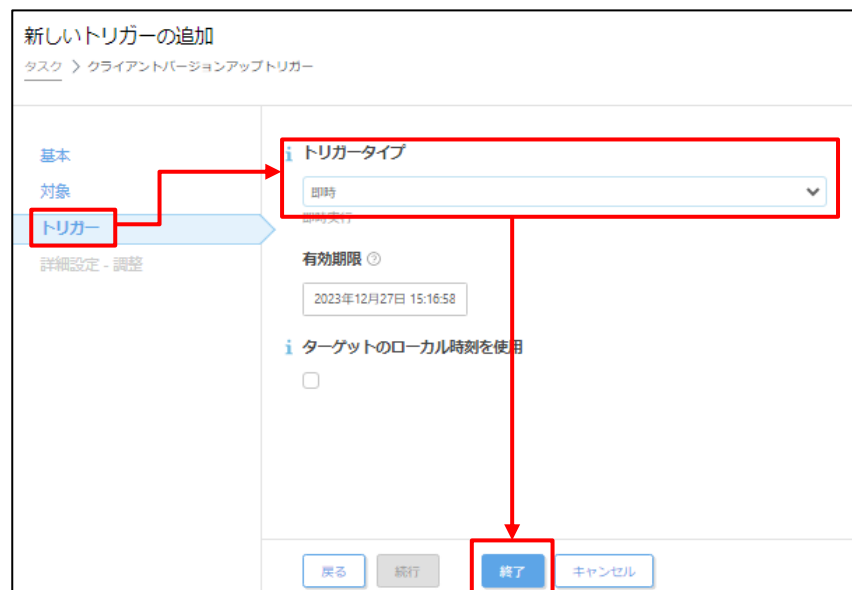 新しいトリガーの追加
タスク > クライアントバージョンアップトリガー
基本
対象
トリガー
詳細設定 - 調整
i トリガータイプ
即時
即時実行
有効期限 ?
2023年12月27日 15:16:58
i ターゲットのローカル時刻を使用
戻る
続行
終了
キャンセル